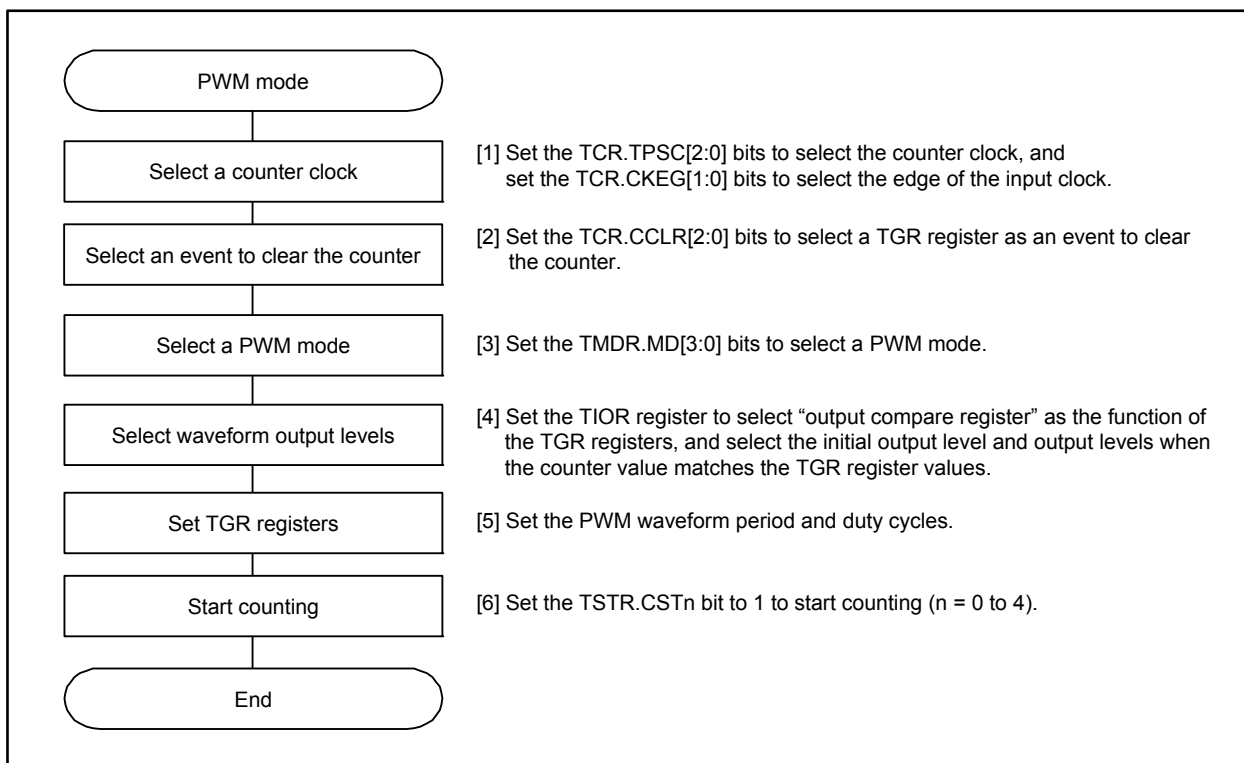 PWM mode
Select a counter clock
[1] Set the TCR.TPSC[2:0] bits to select the counter clock, and
set the TCR.CKEG[1:0] bits to select the edge of the input clock.
Select an event to clear the counter
[2] Set the TCR.CCLR[2:0] bits to select a TGR register as an event to clear
the counter.
Select a PWM mode
[3] Set the TMDR.MD[3:0] bits to select a PWM mode.
Select waveform output levels
[4] Set the TIOR register to select “output compare register” as the function of
the TGR registers, and select the initial output level and output levels when
the counter value matches the TGR register values.
Set TGR registers
[5] Set the PWM waveform period and duty cycles.
Start counting
[6] Set the TSTR.CSTn bit to 1 to start counting (n = 0 to 4).
End